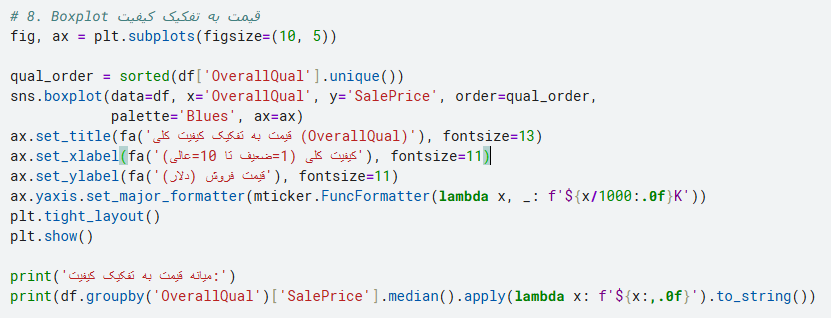 # 8. Boxplot قیمت به تفکیک کیفیت
fig, ax = plt.subplots(figsize=(10, 5))
qual_order = sorted(df['OverallQual'].unique())
sns.boxplot(data=df, x='OverallQual', y='SalePrice', order=qual_order,
palette='Blues', ax=ax)
ax.set_title(fa('قیمت به تفکیک کیفیت کلی (OverallQual)'), fontsize=13)
ax.set_xlabel(fa('کیفیت کلی (1=ضعیف تا 10=عالی)'), fontsize=11)
ax.set_ylabel(fa('قیمت فروش (دلار)'), fontsize=11)
ax.yaxis.set_major_formatter(mticker.FuncFormatter(lambda x, _: f'${x/1000:.0f}K'))
plt.tight_layout()
plt.show()
print('میانه قیمت به تفکیک کیفیت:')
print(df.groupby('OverallQual')['SalePrice'].median().apply(lambda x: f'${x:,.0f}').to_string())